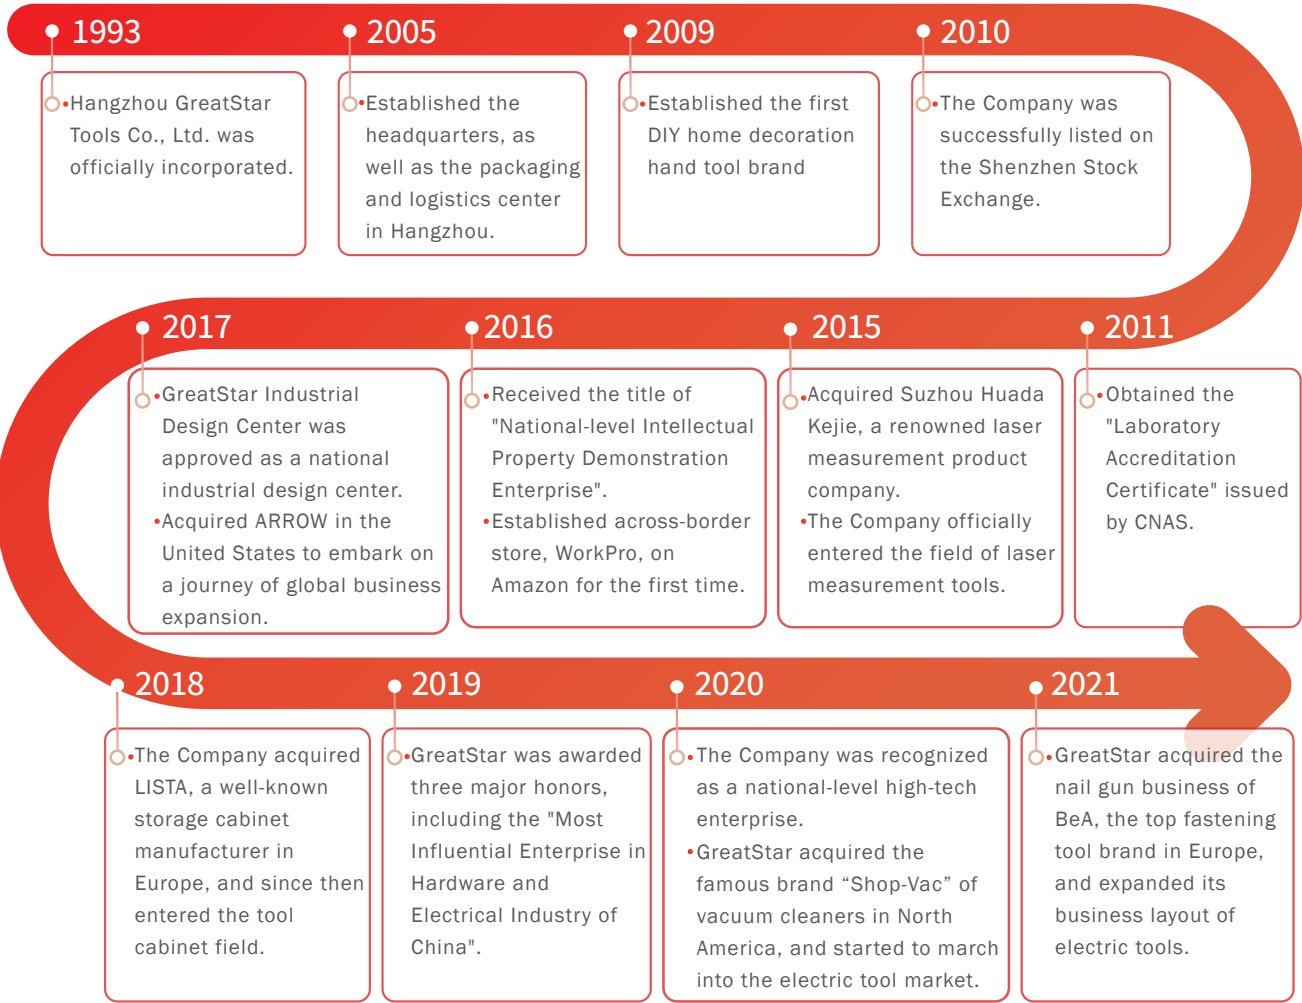 1993
•Hangzhou GreatStar
Tools Co., Ltd. was
officially incorporated.
2005
•Established the
headquarters, as
well as the packaging
and logistics center
in Hangzhou.
2009
•Established the first
DIY home decoration
hand tool brand
2010
•The Company was
successfully listed on
the Shenzhen Stock
Exchange.
2011
•Obtained the
"Laboratory
Accreditation
Certificate" issued
by CNAS.
2015
•Acquired Suzhou Huada
Kejie, a renowned laser
measurement product
company.
•The Company officially
entered the field of laser
measurement tools.
2016
•Received the title of
"National-level Intellectual
Property Demonstration
Enterprise".
•Established across-border
store, WorkPro, on
Amazon for the first time.
2017
•GreatStar Industrial
Design Center was
approved as a national
industrial design center.
•Acquired ARROW in the
United States to embark on
a journey of global business
expansion.
2018
•The Company acquired
LISTA, a well-known
storage cabinet
manufacturer in
Europe, and since then
entered the tool
cabinet field.
2019
•GreatStar was awarded
three major honors,
including the "Most
Influential Enterprise in
Hardware and
Electrical Industry of
China".
2020
•The Company was recognized
as a national-level high-tech
enterprise.
•GreatStar acquired the
famous brand “Shop-Vac” of
vacuum cleaners in North
America, and started to march
into the electric tool market.
2021
•GreatStar acquired the
nail gun business of
BeA, the top fastening
tool brand in Europe,
and expanded its
business layout of
electric tools.